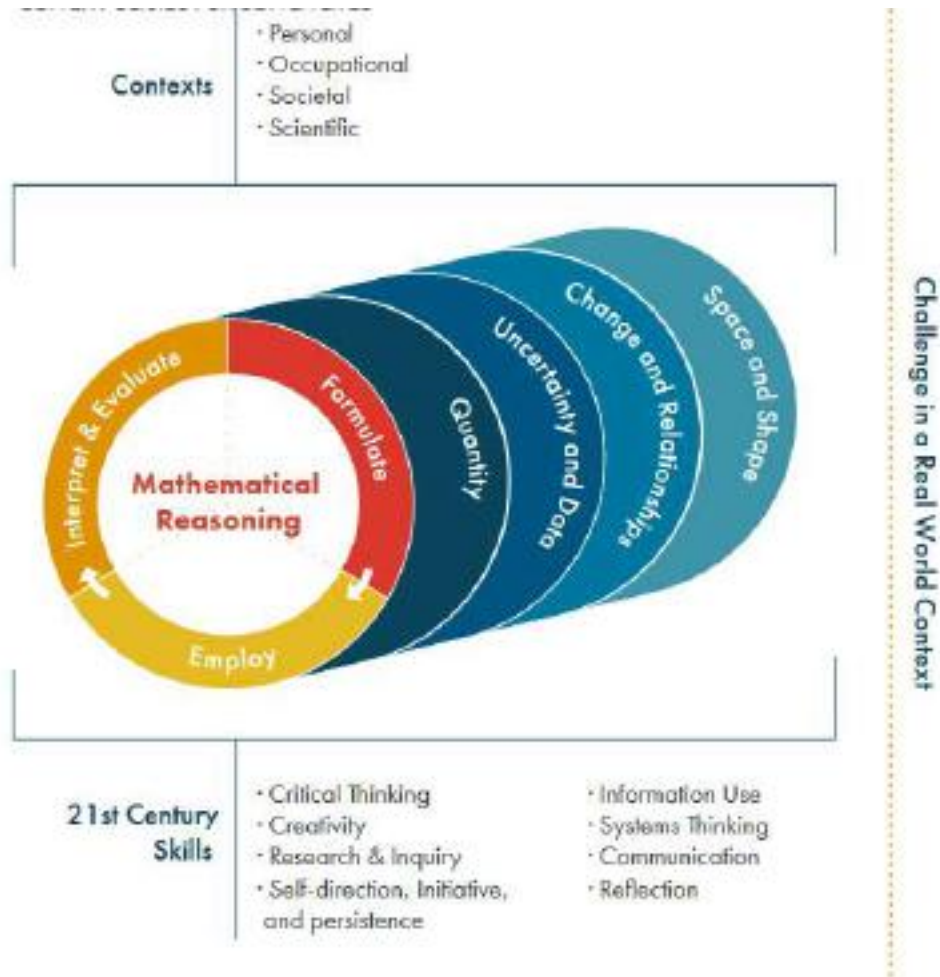 · Personal
Contexts
· Occupational
· Societal
· Scientific
Interpret & Evaluate
Formulate
Employ
Mathematical
Reasoning
Quantity
Uncertainty and Data
Change and Relationships
Space and Shape
Challenge in a Real World Context
21st Century
Skills
· Critical Thinking
· Creativity
· Research & Inquiry
· Self-direction, Initiative,
and persistence
· Information Use
· Systems Thinking
· Communication
· Reflection